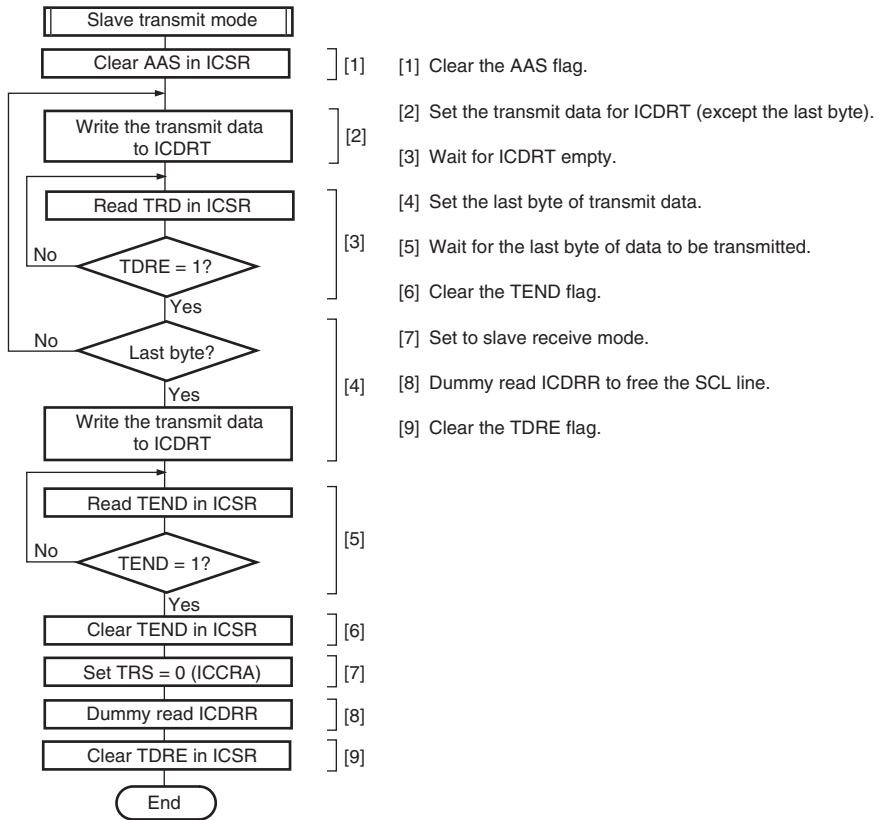 Slave transmit mode
Clear AAS in ICSR
[1]
[1] Clear the AAS flag.
Write the transmit data
to ICDRT
[2]
[2] Set the transmit data for ICDRT (except the last byte).
[3] Wait for ICDRT empty.
Read TRD in ICSR
[4] Set the last byte of transmit data.
No
TDRE = 1?
[3]
[5] Wait for the last byte of data to be transmitted.
Yes
[6] Clear the TEND flag.
No
Last byte?
[7] Set to slave receive mode.
Yes
[4]
[8] Dummy read ICDRR to free the SCL line.
Write the transmit data
to ICDRT
[9] Clear the TDRE flag.
Read TEND in ICSR
[5]
No
TEND = 1?
Yes
Clear TEND in ICSR
[6]
Set TRS = 0 (ICCRA)
[7]
Dummy read ICDRR
[8]
Clear TDRE in ICSR
[9]
End